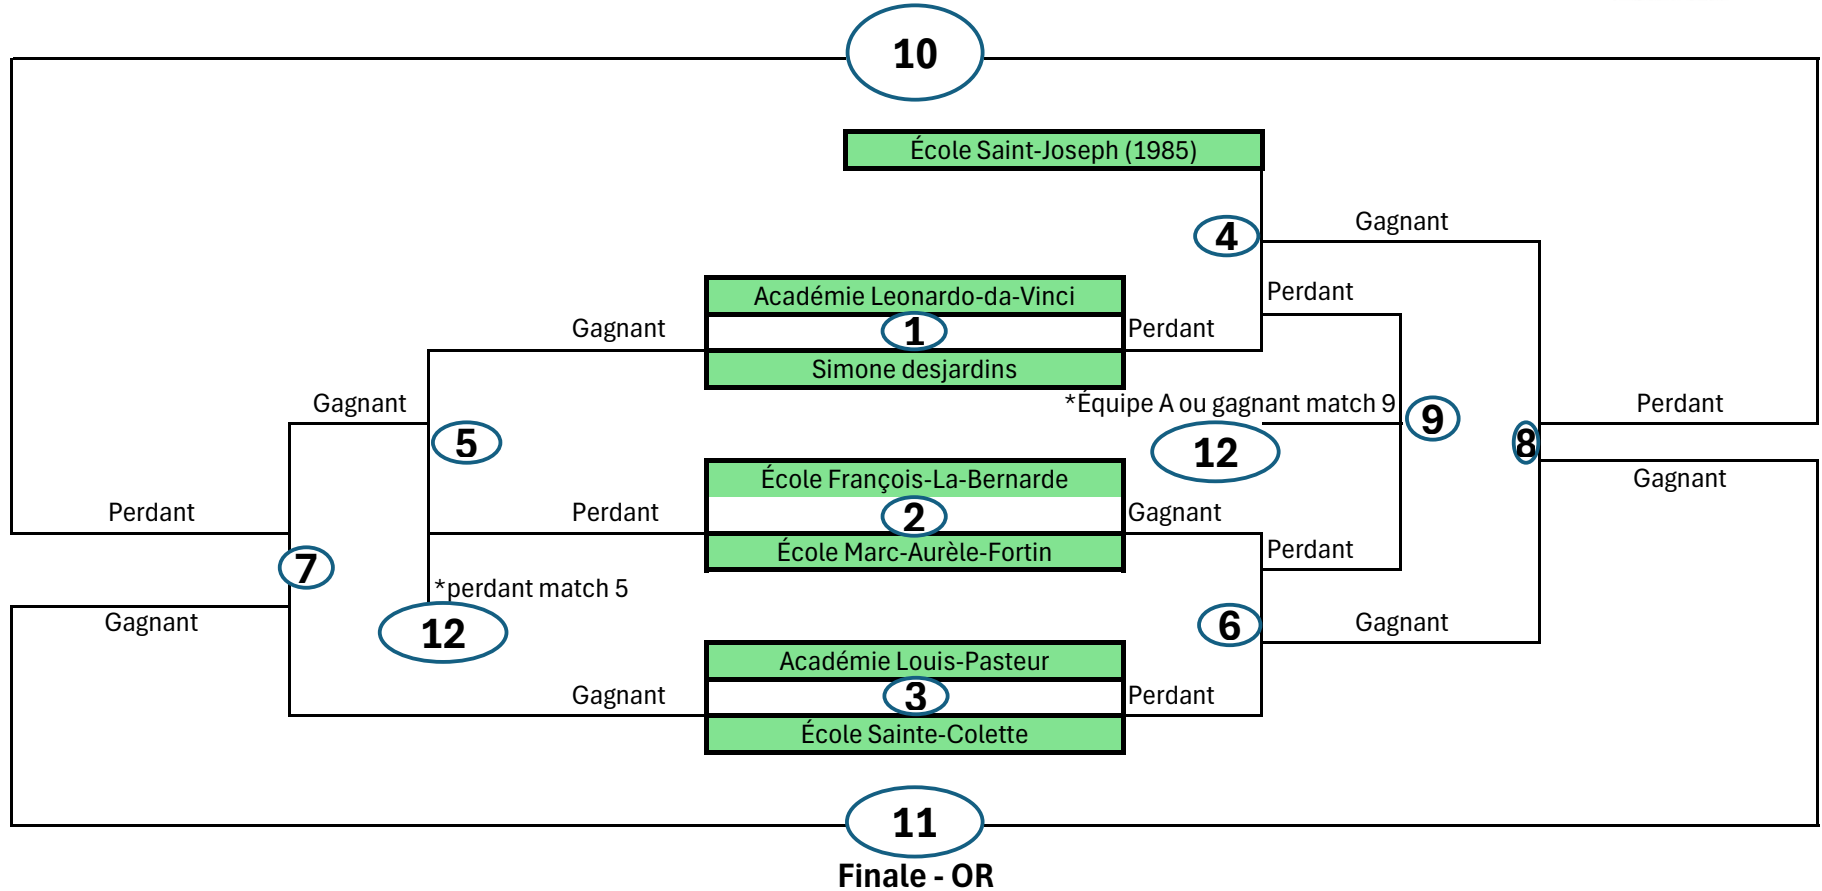 10
École Saint-Joseph (1985)
Gagnant
4
Académie Leonardo-da-Vinci
Perdant
Gagnant
1
Perdant
Simone desjardins
Gagnant
*Équipe A ou gagnant match 9
9
Perdant
5
12
8
École François-La-Bernarde
Gagnant
Perdant
Perdant
2
Gagnant
École Marc-Aurèle-Fortin
Perdant
7
*perdant match 5
Gagnant
12
6
Gagnant
Académie Louis-Pasteur
Gagnant
3
Perdant
École Sainte-Colette
11
Finale - OR